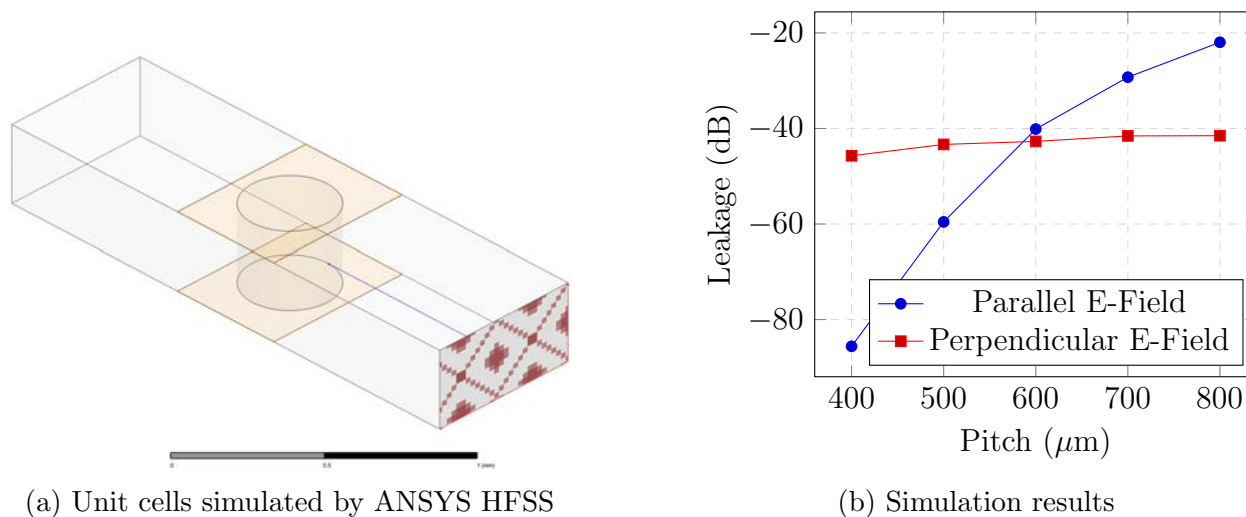 0 0.5 1 (mm)
(a) Unit cells simulated by ANSYS HFSS
−20
−40
−60
−80
Leakage (dB)
Parallel E-Field
Perpendicular E-Field
400 500 600 700 800
Pitch (μm)
(b) Simulation results